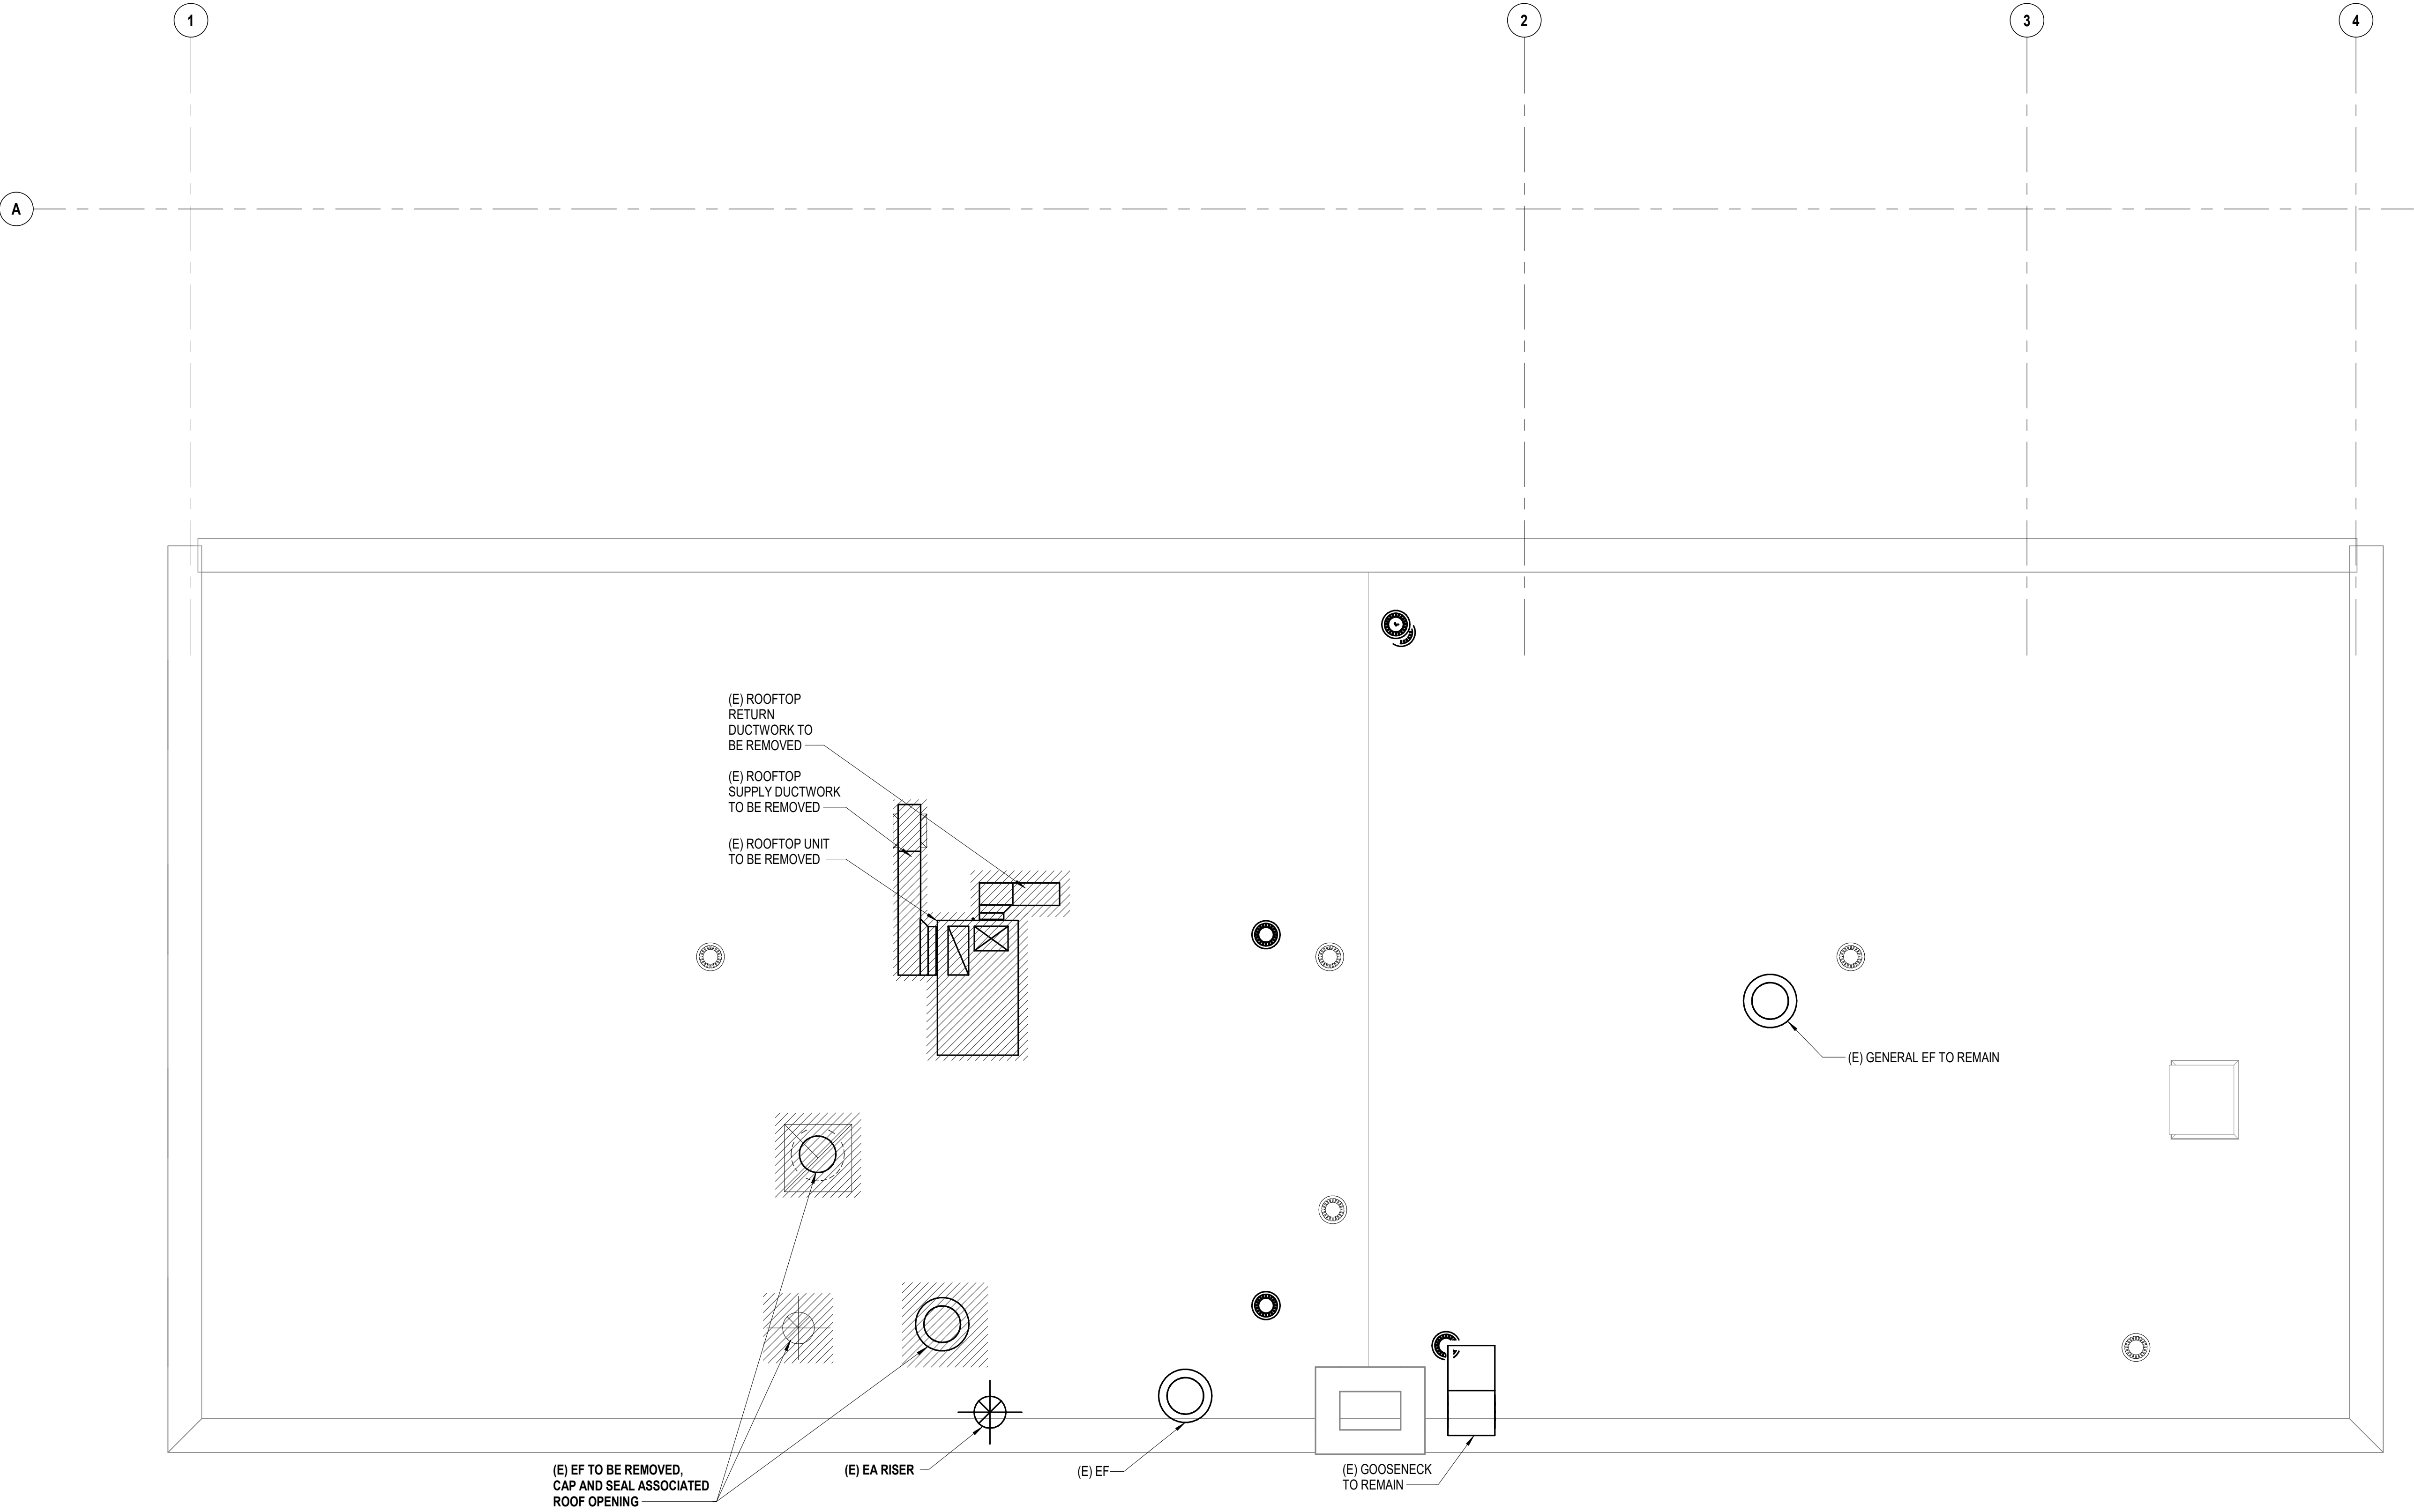 1
2
3
4
A
(E) ROOFTOP
RETURN
DUCTWORK TO
BE REMOVED
(E) ROOFTOP
SUPPLY DUCTWORK
TO BE REMOVED
(E) ROOFTOP UNIT
TO BE REMOVED
(E) GENERAL EF TO REMAIN
(E) EF TO BE REMOVED,
CAP AND SEAL ASSOCIATED
ROOF OPENING
(E) EA RISER
(E) EF
(E) GOOSENECK
TO REMAIN